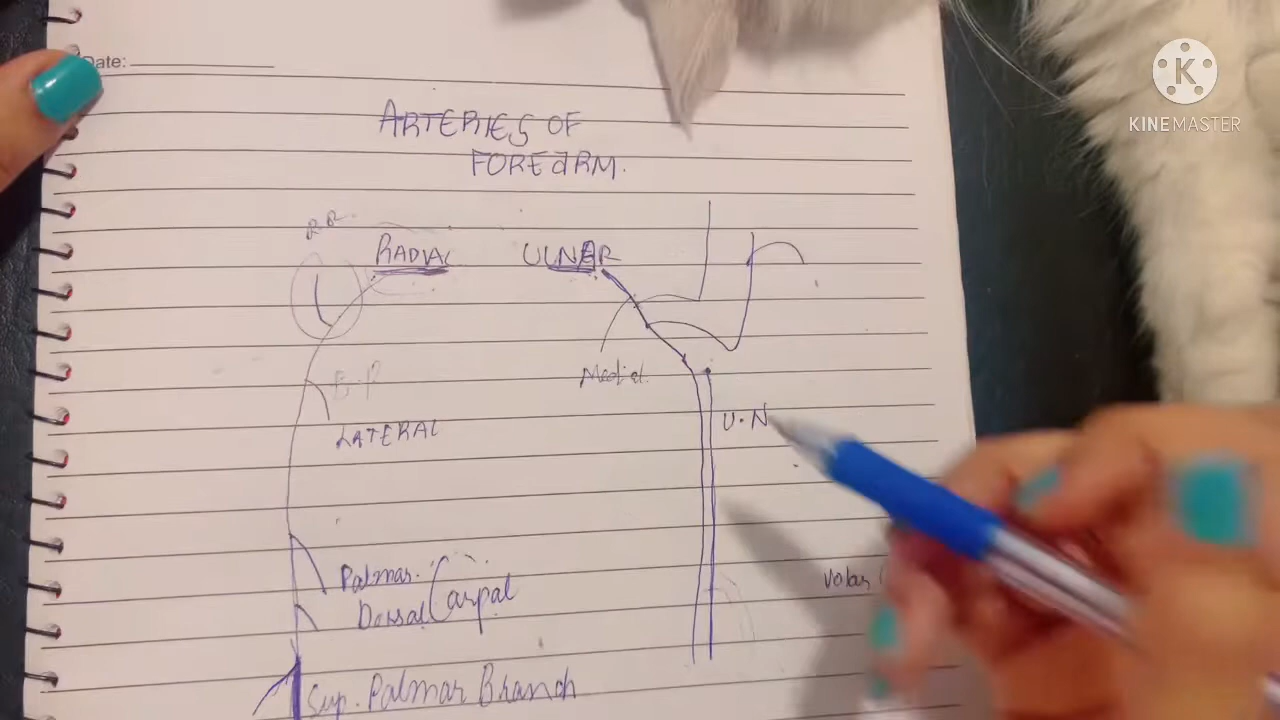 Date:
K
KINEMASTER
ARTERIES OF
FOREARM.
R.R.
RADIAL ULNAR
Medial.
LATERAL
U.N
Palmar.
Dorsal Carpal
Volar
Sup. Palmar Branch